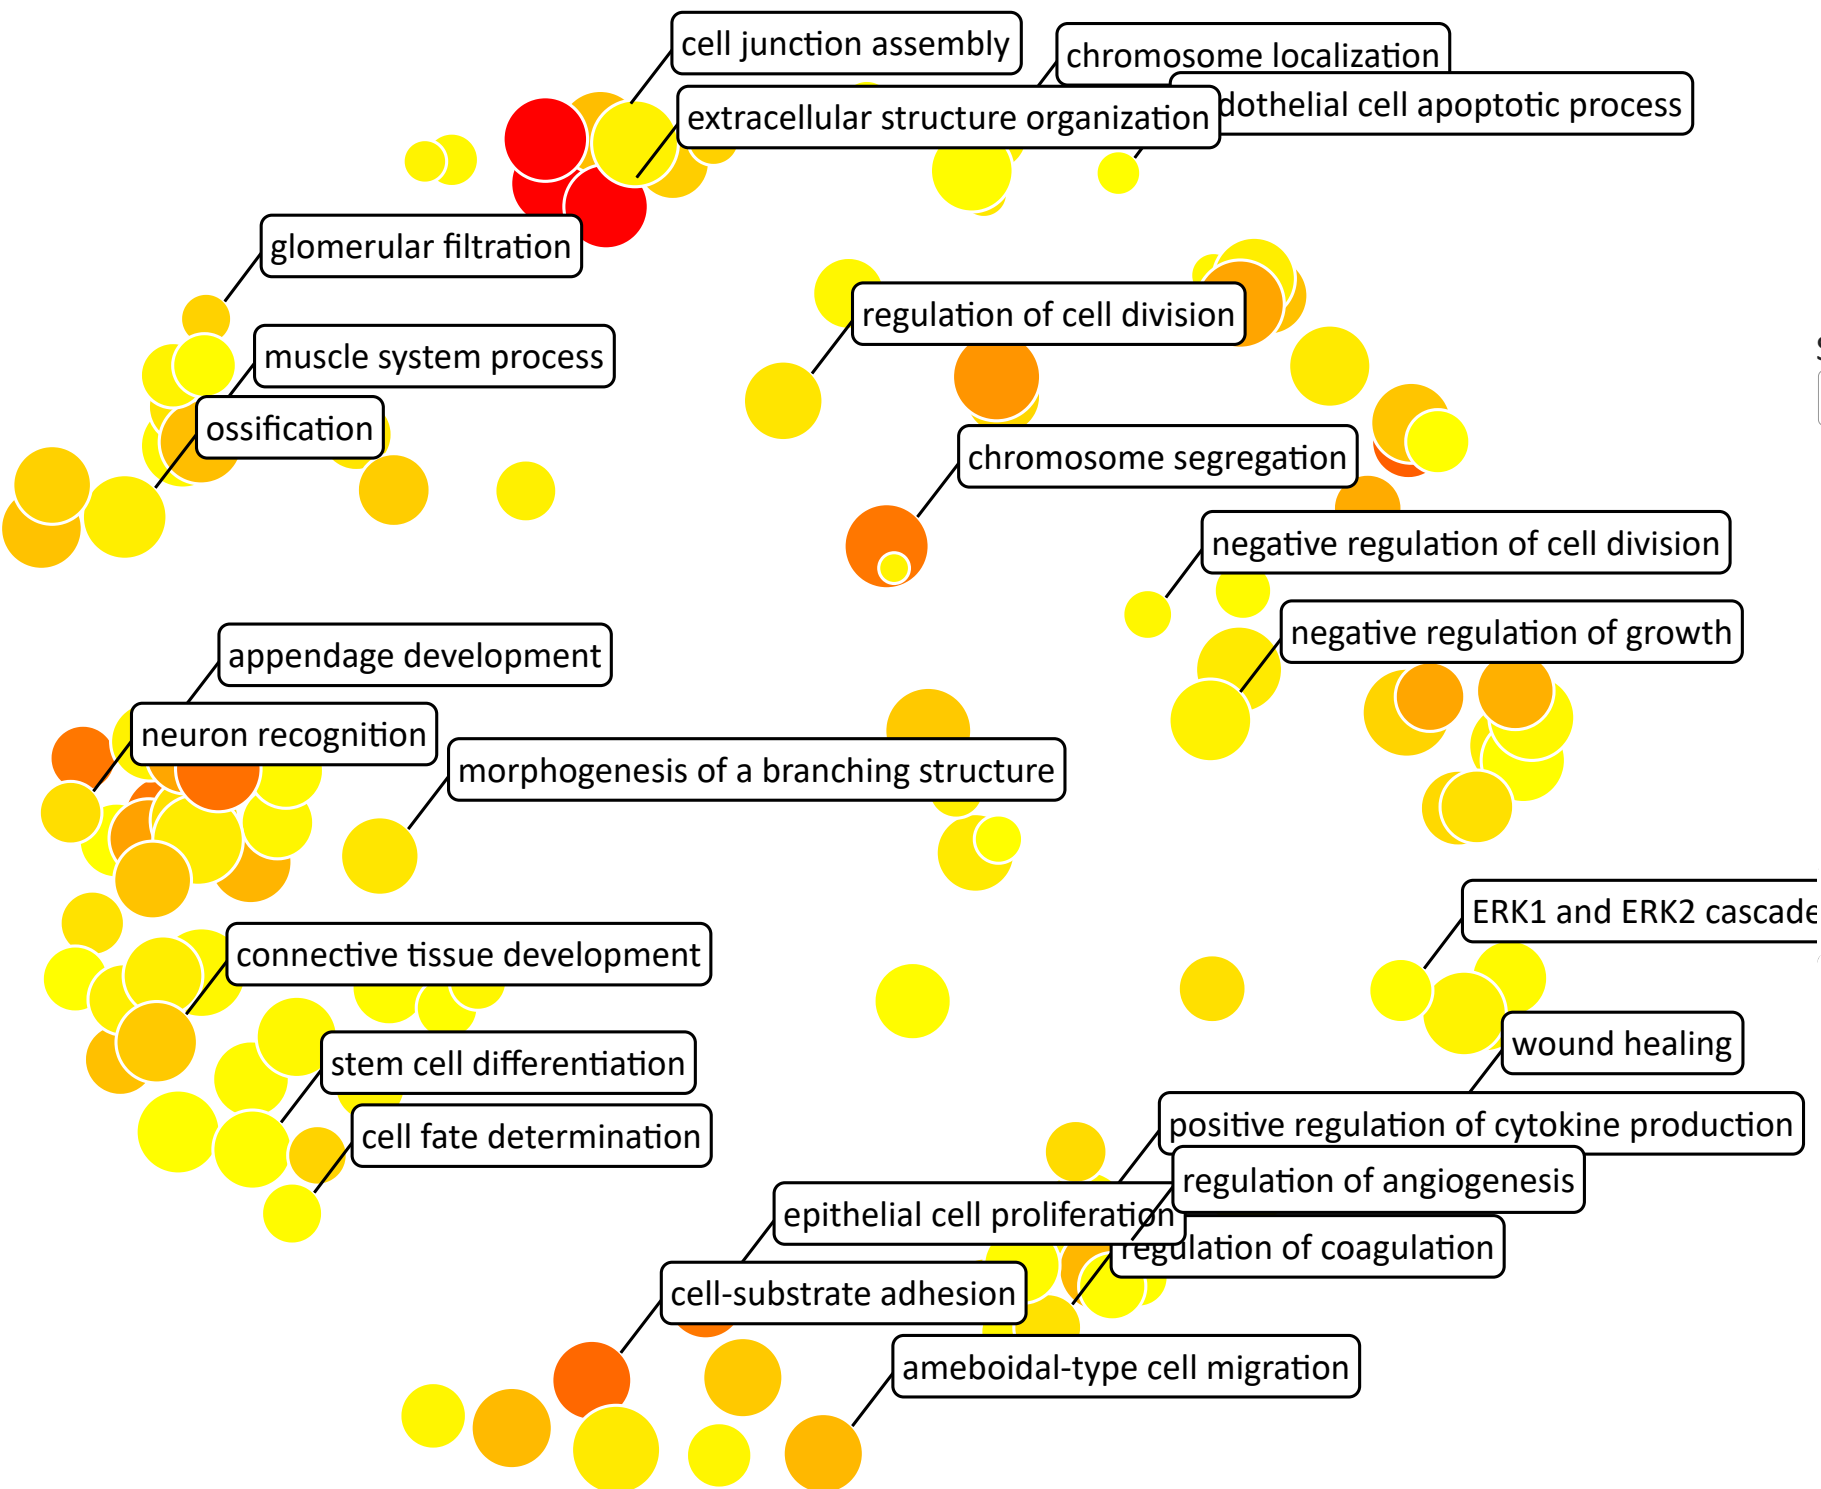 cell junction assembly
chromosome localization
dothelial cell apoptotic process
extracellular structure organization
glomerular filtration
regulation of cell division
muscle system process
ossification
chromosome segregation
negative regulation of cell division
negative regulation of growth
appendage development
neuron recognition
morphogenesis of a branching structure
ERK1 and ERK2 cascade
connective tissue development
wound healing
stem cell differentiation
positive regulation of cytokine production
cell fate determination
regulation of angiogenesis
epithelial cell proliferation
regulation of coagulation
cell-substrate adhesion
ameboidal-type cell migration